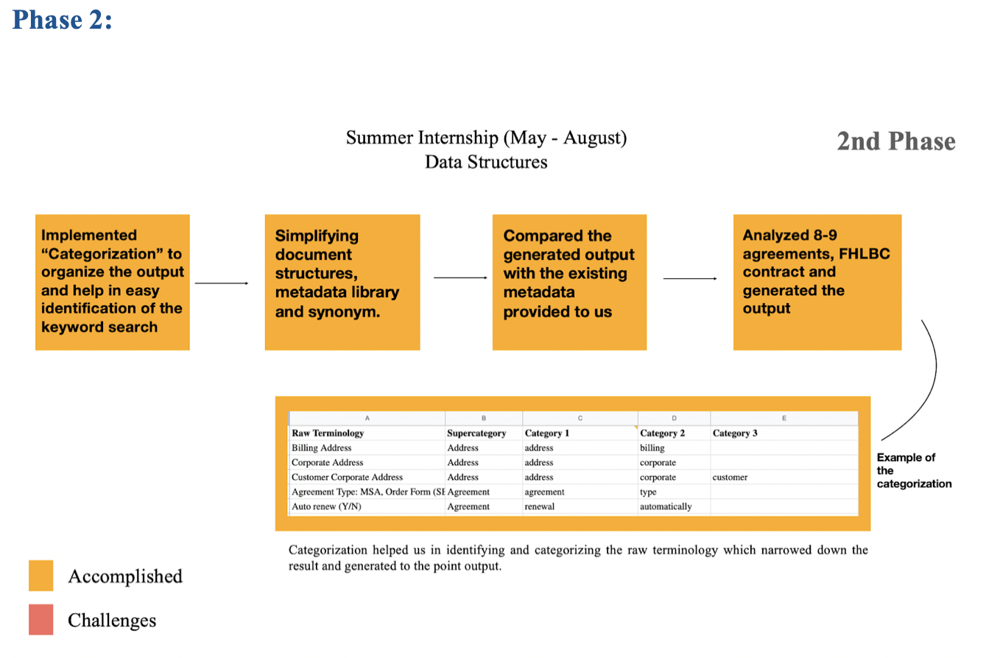 Phase 2:
Summer Internship (May - August)
Data Structures
2nd Phase
Implemented
“Categorization” to
organize the output
and help in easy
identification of the
keyword search
Simplifying
document
structures,
metadata library
and synonym.
Compared the
generated output
with the existing
metadata
provided to us
Analyzed 8-9
agreements, FHLBC
contract and
generated the
output
A B C D E
Raw Terminology Supercategory Category 1 Category 2 Category 3
Billing Address Address address billing
Corporate Address Address address corporate
Customer Corporate Address Address address corporate customer
Agreement Type: MSA, Order Form (SE Agreement agreement type
Auto renew (Y/N) Agreement renewal automatically
Example of
the
categorization
Categorization helped us in identifying and categorizing the raw terminology which narrowed down the
result and generated to the point output.
Accomplished
Challenges